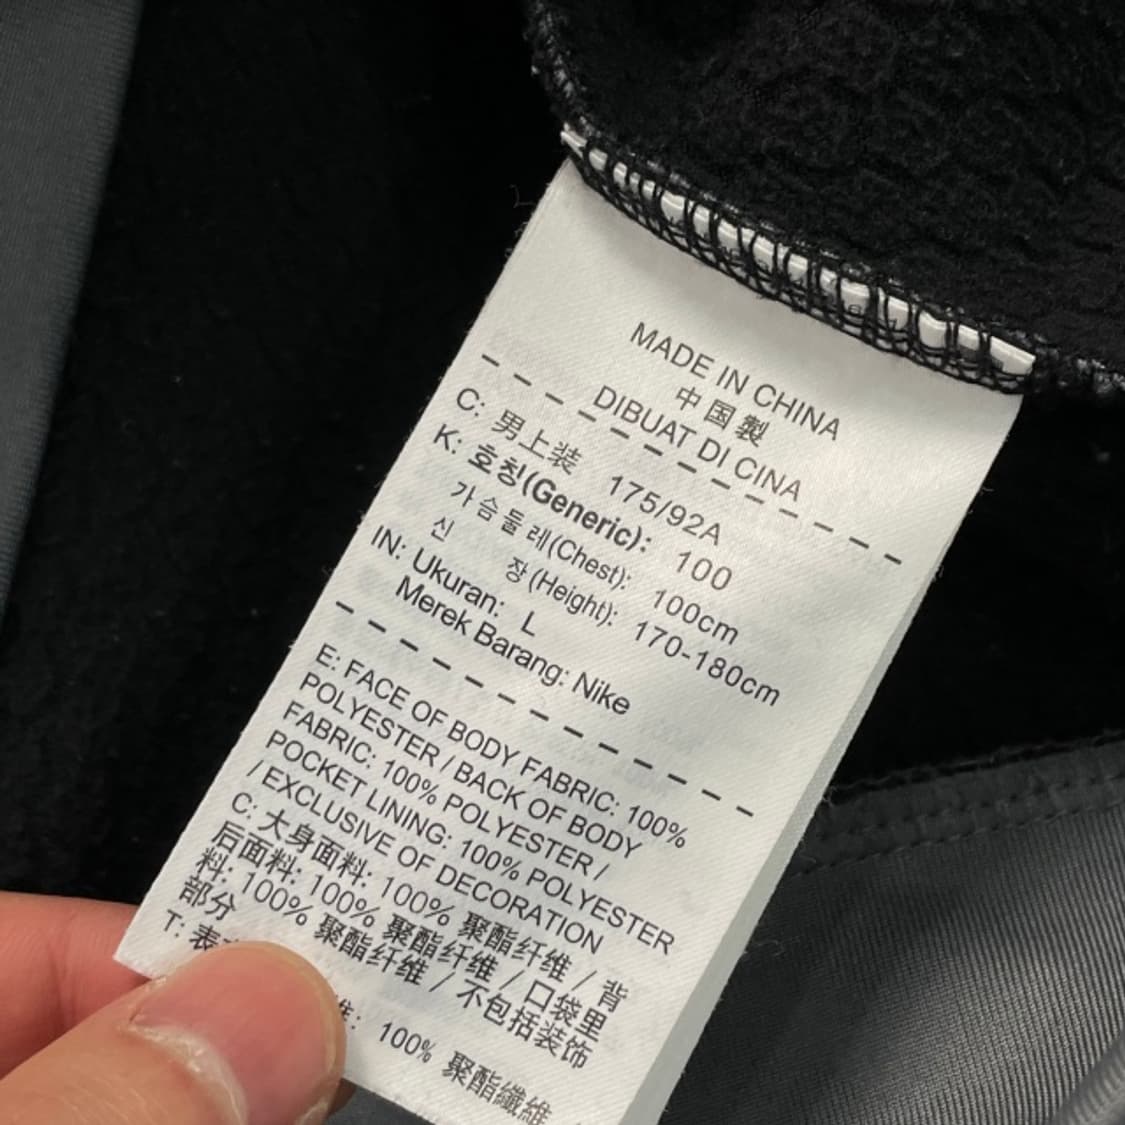 MADE IN CHINA
中国製
DIBUAT DI CINA
C: 男上装 175/92A
K: 호칭(Generic): 100
가슴둘레(Chest): 100cm
신 장(Height): 170-180cm
IN: Ukuran: L
Merek Barang: Nike
E: FACE OF BODY FABRIC: 100%
POLYESTER / BACK OF BODY
FABRIC: 100% POLYESTER /
POCKET LINING: 100% POLYESTER
/ EXCLUSIVE OF DECORATION
C: 大身面料: 100% 聚酯纤维 / 背
后面料: 100% 聚酯纤维 / 口袋里
料: 100% 聚酯纤维 / 不包括装饰
部分
T: 表
維: 100% 聚酯纖維